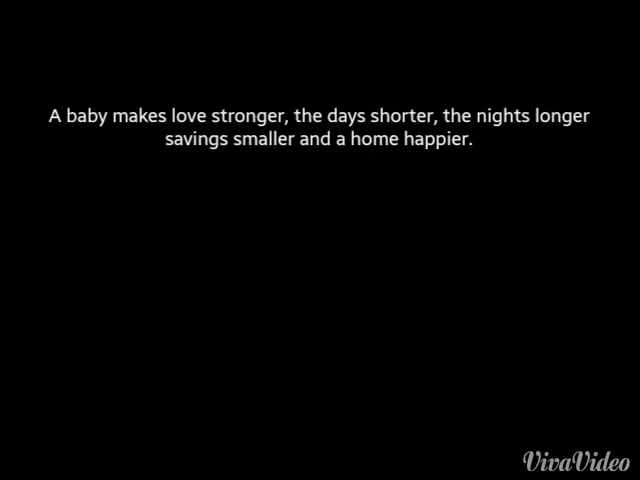 A baby makes love stronger, the days shorter, the nights longer
savings smaller and a home happier.
VivaVideo